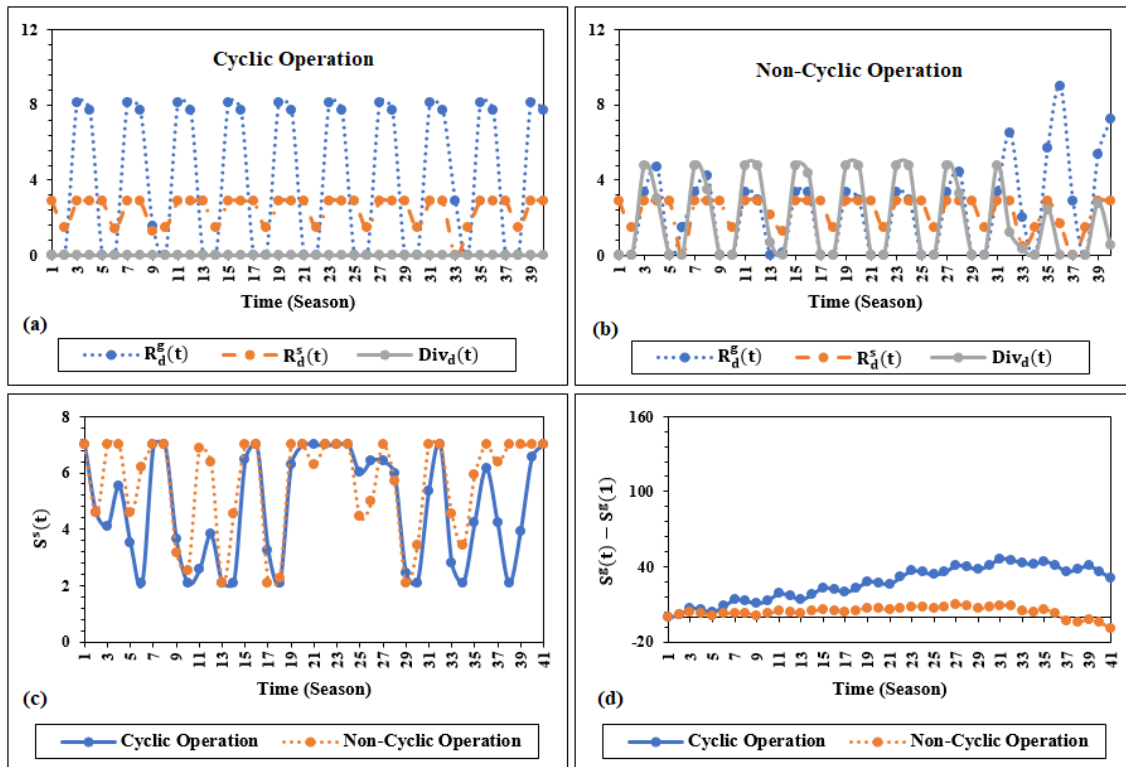 12
8
4
0
Cyclic Operation
1 3 5 7 9 11 13 15 17 19 21 23 25 27 29 31 33 35 37 39
Time (Season)
(a)
R_d^g(t) R_d^s(t) Div_d(t)
12
8
4
0
Non-Cyclic Operation
1 3 5 7 9 11 13 15 17 19 21 23 25 27 29 31 33 35 37 39
Time (Season)
(b)
R_d^g(t) R_d^s(t) Div_d(t)
8
6
4
2
0
S^s(t)
1 3 5 7 9 11 13 15 17 19 21 23 25 27 29 31 33 35 37 39 41
Time (Season)
(c)
Cyclic Operation Non-Cyclic Operation
160
100
40
-20
S^g(t) − S^g(1)
1 3 5 7 9 11 13 15 17 19 21 23 25 27 29 31 33 35 37 39 41
Time (Season)
(d)
Cyclic Operation Non-Cyclic Operation